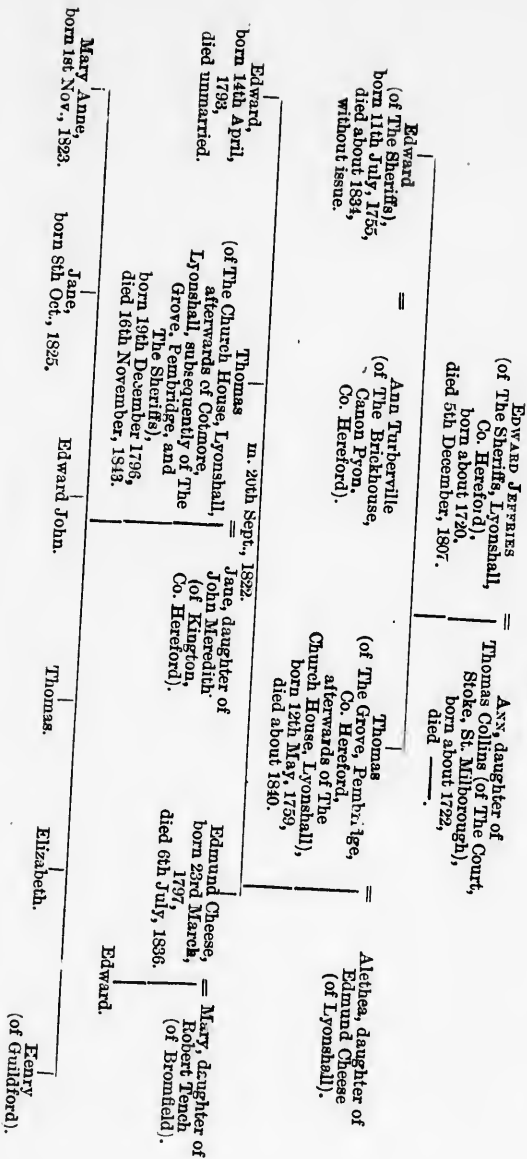 EDWARD JEFFRIES
(of The Sheriffs, Lyonshall,
Co. Hereford),
born about 1720,
died 5th December, 1807.
=
ANN, daughter of
Thomas Collins (of The Court,
Stoke, St. Milborough),
born about 1722,
died ——.
Edward
(of The Sheriffs),
born 11th July, 1755,
died about 1834,
without issue.
=
Ann Turberville
(of The Brickhouse,
Canon Pyon,
Co. Hereford).
Thomas
(of The Grove, Pembridge,
Co. Hereford,
afterwards of The
Church House, Lyonshall),
born 12th May, 1759,
died about 1840.
=
Alethea, daughter of
Edmund Cheese
(of Lyonshall).
Edward,
born 14th April,
1793,
died unmarried.
Thomas
(of The Church House, Lyonshall,
afterwards of Cotmore,
Lyonshall, subsequently of The
Grove, Pembridge, and
The Sheriffs),
born 19th December 1796,
died 16th November, 1843.
m. 20th Sept., 1822.
=
Jane, daughter of
John Meredith
(of Kington,
Co. Hereford).
Edmund Cheese,
born 23rd March,
1797,
died 6th July, 1836.
=
Mary, daughter of
Robert Tench
(of Bromfield).
Edward.
Mary Anne,
born 1st Nov., 1823.
Jane,
born 8th Oct., 1825.
Edward John.
Thomas.
Elizabeth.
Henry
(of Guildford).